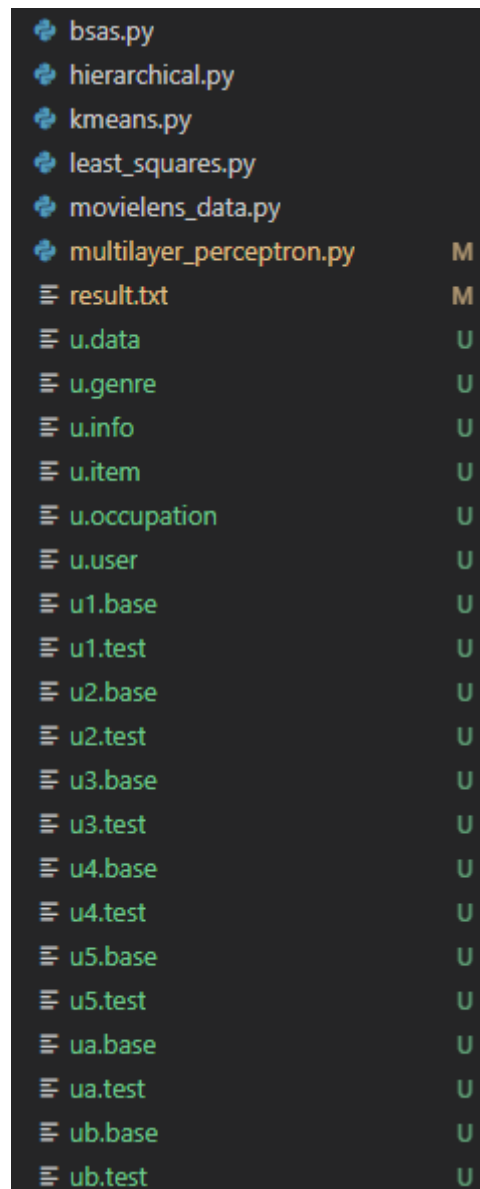 bsas.py
hierarchical.py
kmeans.py
least_squares.py
movielens_data.py
multilayer_perceptron.py M
result.txt M
u.data U
u.genre U
u.info U
u.item U
u.occupation U
u.user U
u1.base U
u1.test U
u2.base U
u2.test U
u3.base U
u3.test U
u4.base U
u4.test U
u5.base U
u5.test U
ua.base U
ua.test U
ub.base U
ub.test U